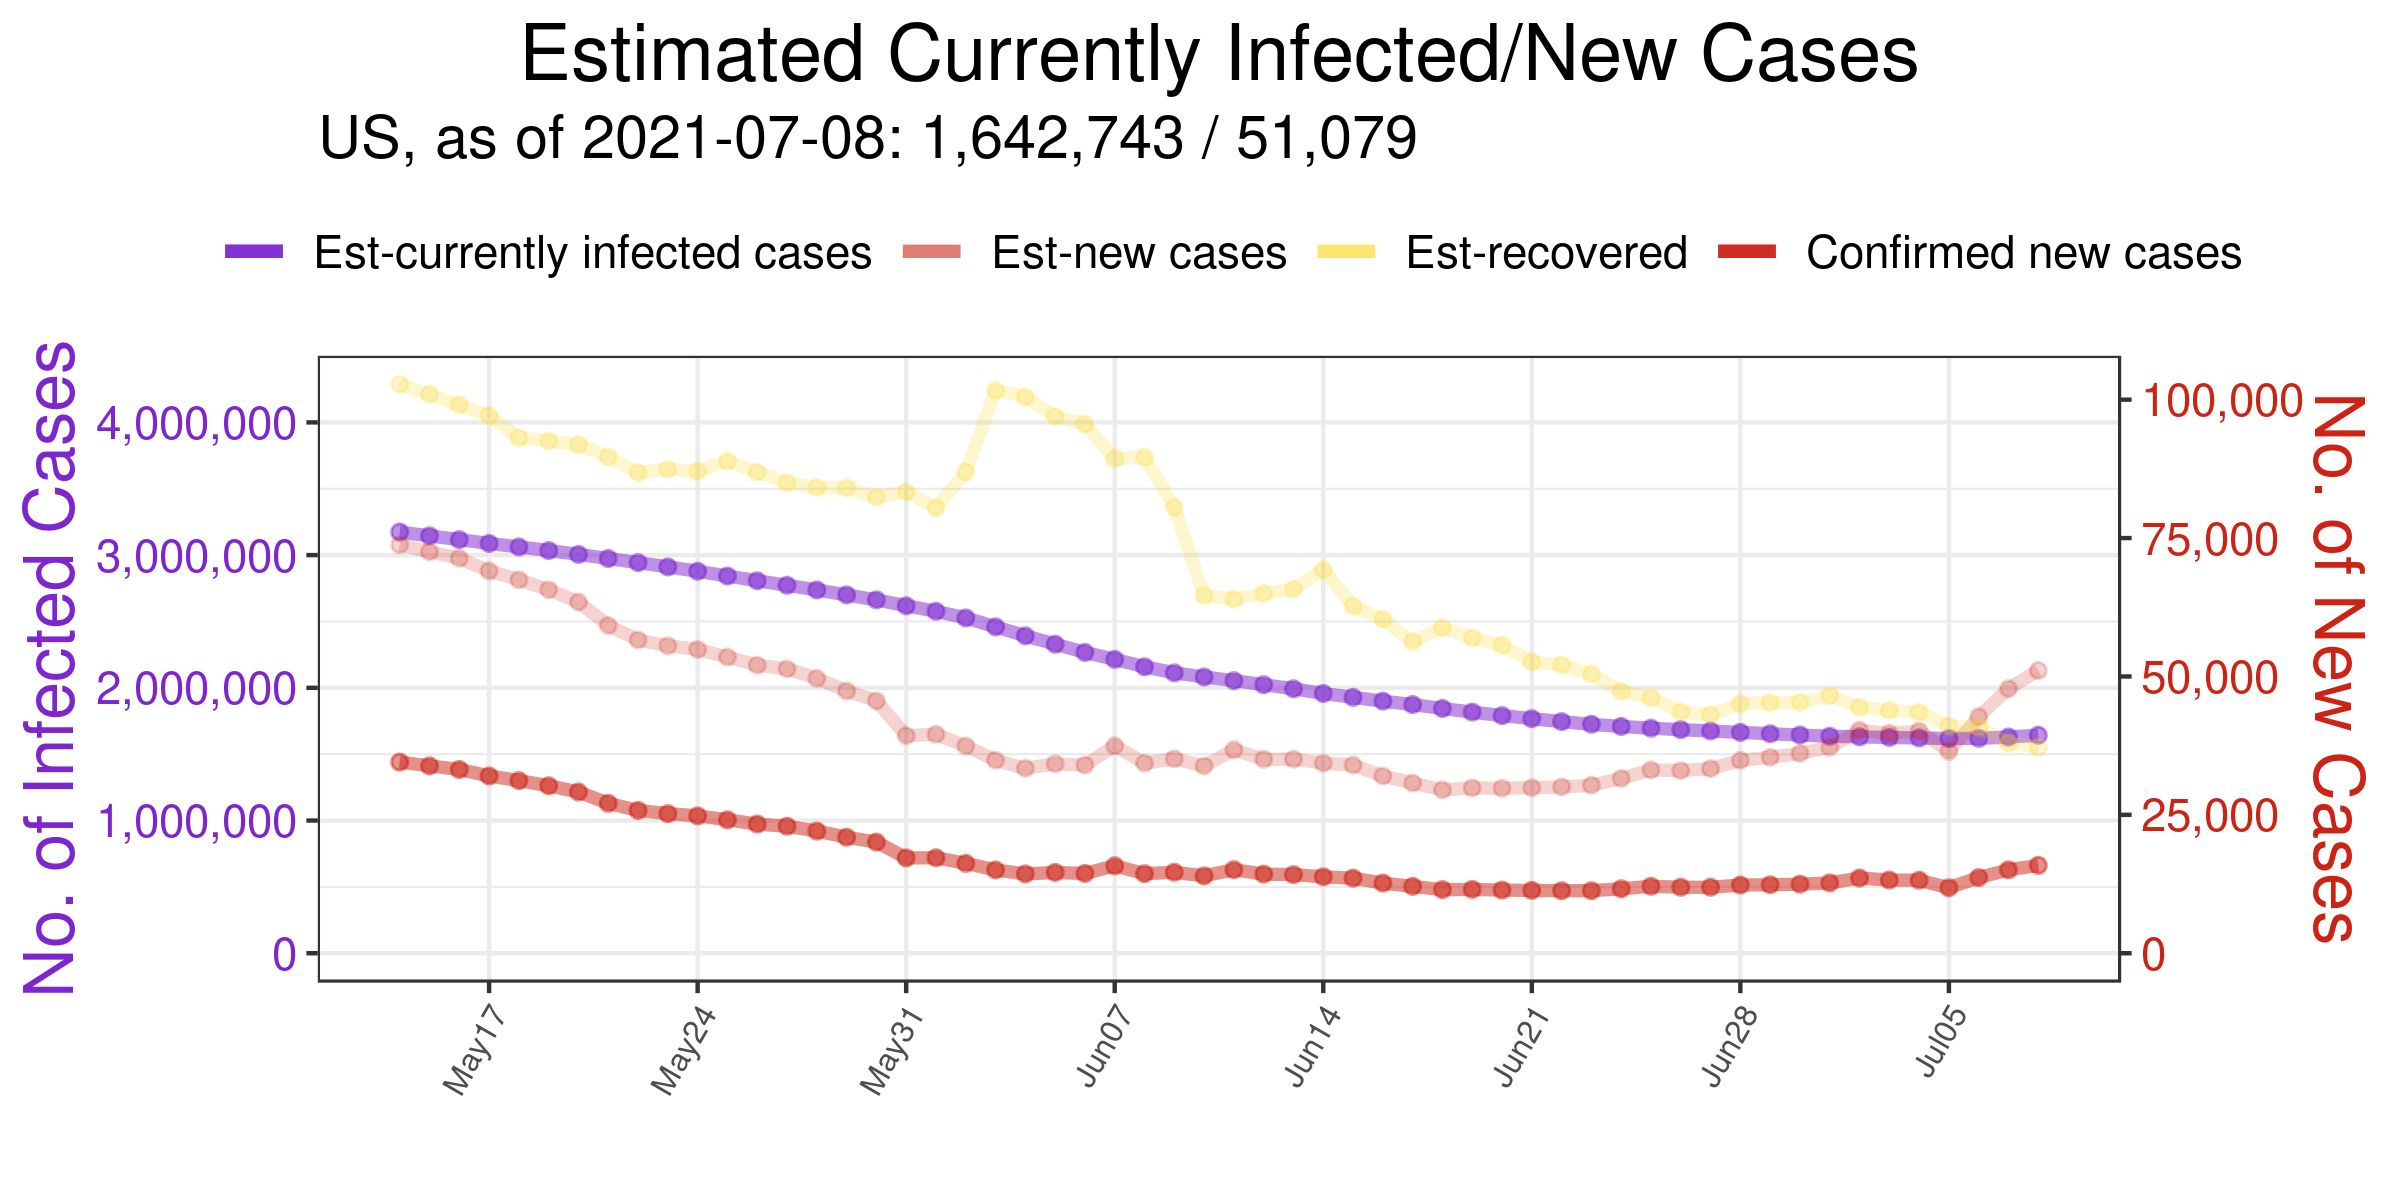 Estimated Currently Infected/New Cases
US, as of 2021-07-08: 1,642,743 / 51,079
Est-currently infected cases Est-new cases Est-recovered Confirmed new cases
No. of Infected Cases
4,000,000
3,000,000
2,000,000
1,000,000
0
100,000
75,000
50,000
25,000
0
No. of New Cases
May17 May24 May31 Jun07 Jun14 Jun21 Jun28 Jul05